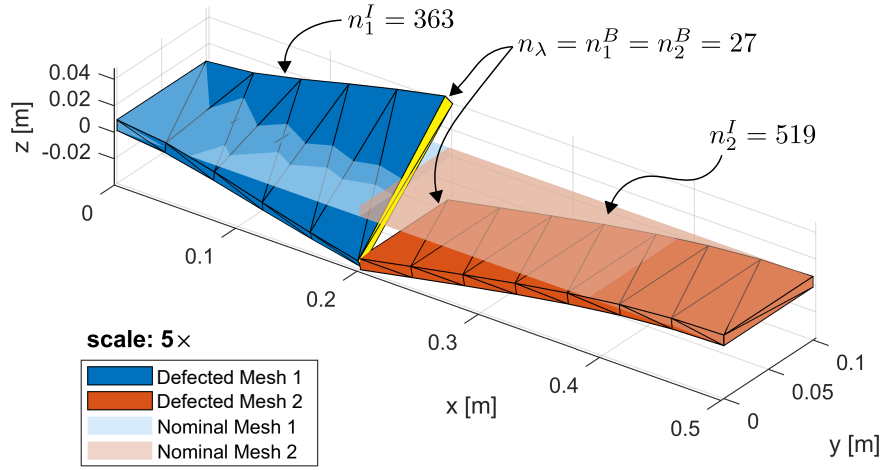 n_1^I = 363
n_λ = n_1^B = n_2^B = 27
n_2^I = 519
0.04
0.02
0
-0.02
z [m]
0
0.1
0.2
0.3
0.4
0.5
x [m]
0
0.05
0.1
y [m]
scale: 5×
Defected Mesh 1
Defected Mesh 2
Nominal Mesh 1
Nominal Mesh 2